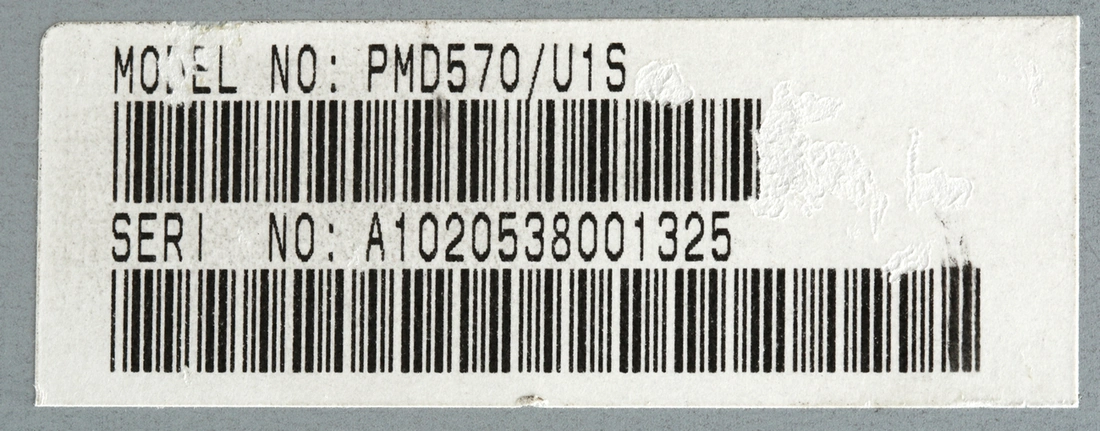 MODEL NO: PMD570/U1S
SERI NO: A1020538001325